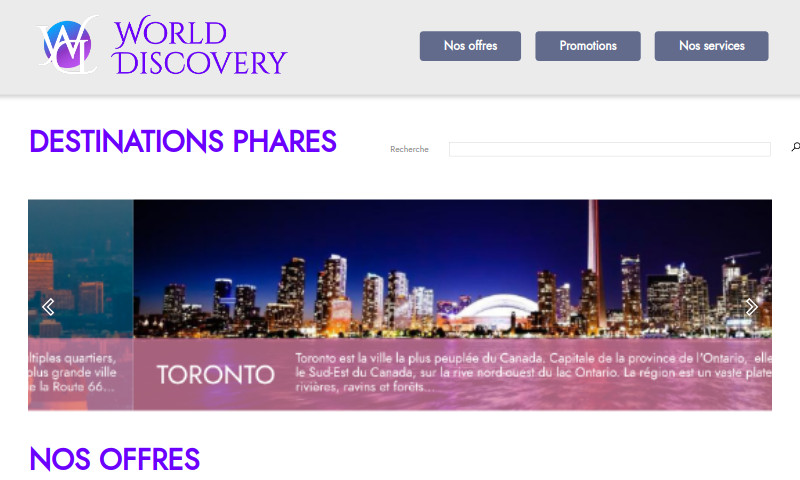 WORLD
DISCOVERY
Nos offres
Promotions
Nos services
DESTINATIONS PHARES
Recherche
ltiples quartiers,
plus grande ville
e la Route 66...
TORONTO
Toronto est la ville la plus peuplée du Canada. Capitale de la province de l'Ontario, elle
le Sud-Est du Canada, sur la rive nord-ouest du lac Ontario. La région est un vaste plate
rivières, ravins et forêts...
NOS OFFRES